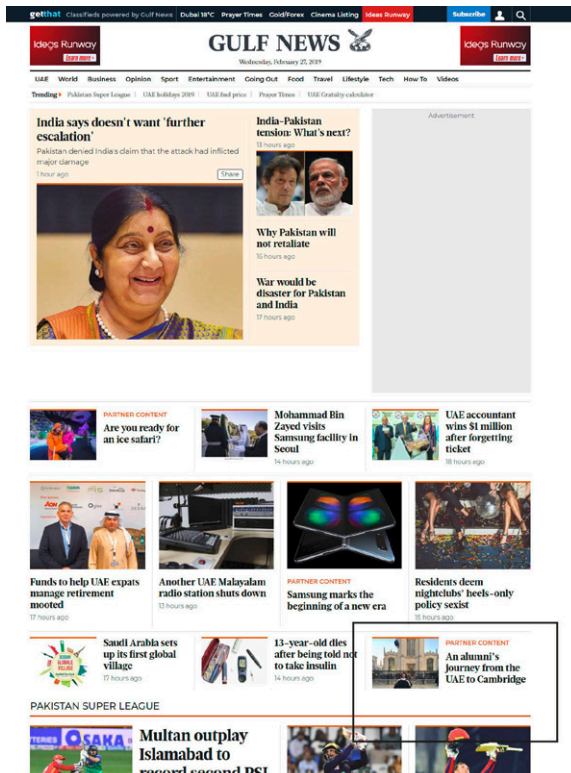 getthat Classifieds powered by Gulf News Dubai 18°C Prayer Times Gold/Forex Cinema Listing Ideas Runway Subscribe
Ideas Runway
Learn more
GULF NEWS
Wednesday, February 27, 2019
Ideas Runway
Learn more
UAE World Business Opinion Sport Entertainment Going Out Food Travel Lifestyle Tech How To Videos
Trending Pakistan Super League UAE holidays 2019 UAE fuel price Prayer Times UAE Gratuity calculator
India says doesn't want 'further
escalation'
Pakistan denied India's claim that the attack had inflicted
major damage
1 hour ago Share
India-Pakistan
tension: What's next?
13 hours ago
Why Pakistan will
not retaliate
16 hours ago
War would be
disaster for Pakistan
and India
17 hours ago
Advertisement
PARTNER CONTENT
Are you ready for
an ice safari?
Mohammad Bin
Zayed visits
Samsung facility in
Seoul
14 hours ago
UAE accountant
wins $1 million
after forgetting
ticket
18 hours ago
Funds to help UAE expats
manage retirement
mooted
17 hours ago
Another UAE Malayalam
radio station shuts down
13 hours ago
PARTNER CONTENT
Samsung marks the
beginning of a new era
Residents deem
nightclubs' heels-only
policy sexist
15 hours ago
Saudi Arabia sets
up its first global
village
17 hours ago
13-year-old dies
after being told not
to take insulin
14 hours ago
PARTNER CONTENT
An alumni's
journey from the
UAE to Cambridge
PAKISTAN SUPER LEAGUE
OSAKA
Multan outplay
Islamabad to
record second PSL